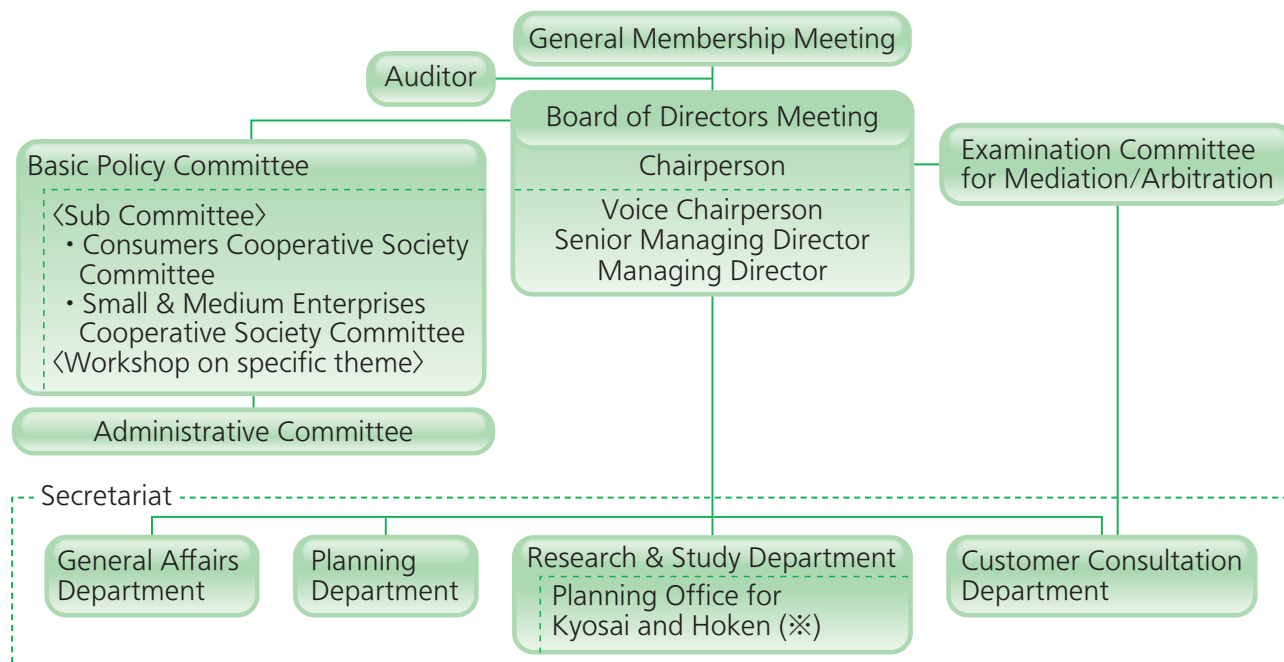 General Membership Meeting
Auditor
Board of Directors Meeting
Chairperson
Voice Chairperson
Senior Managing Director
Managing Director
Basic Policy Committee
〈Sub Committee〉
・Consumers Cooperative Society
Committee
・Small & Medium Enterprises
Cooperative Society Committee
〈Workshop on specific theme〉
Administrative Committee
Examination Committee
for Mediation/Arbitration
Secretariat
General Affairs
Department
Planning
Department
Research & Study Department
Planning Office for
Kyosai and Hoken (※)
Customer Consultation
Department